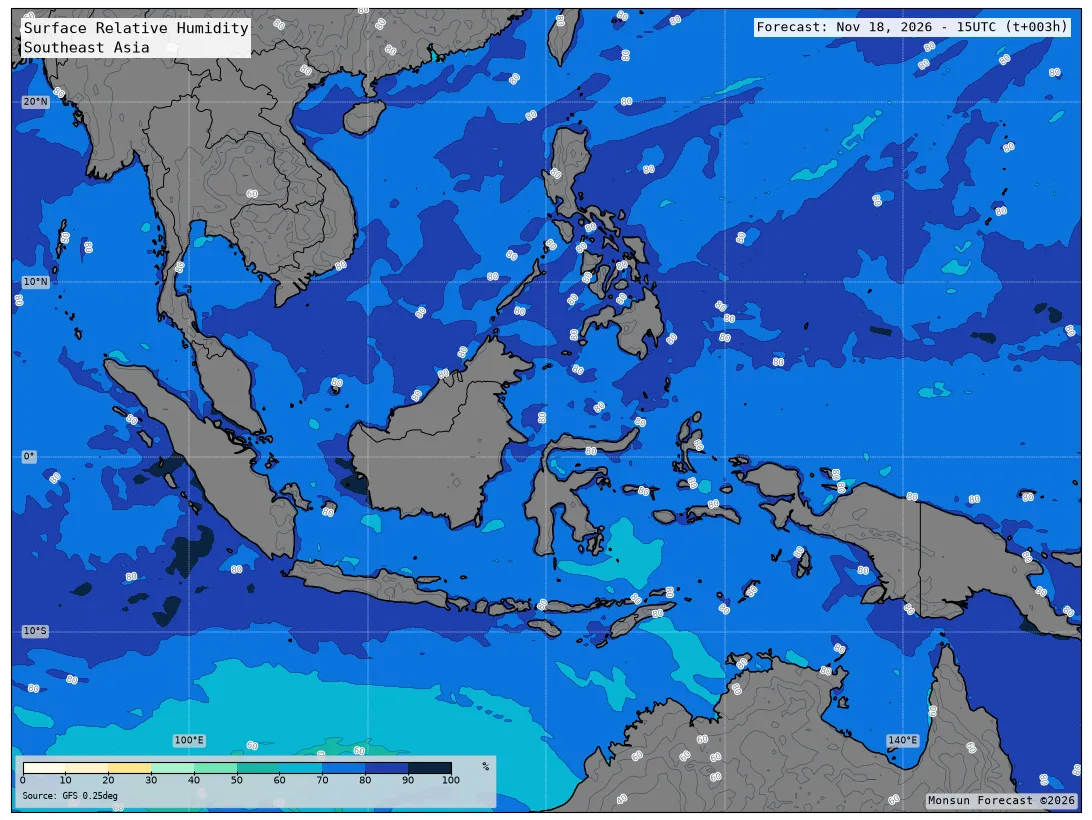 Surface Relative Humidity
Southeast Asia
Forecast: Nov 18, 2026 - 15UTC (t+003h)
20°N
10°N
0°
10°S
100°E
140°E
0 10 20 30 40 50 60 70 80 90 100
%
Source: GFS 0.25deg
Monsun Forecast ©2026